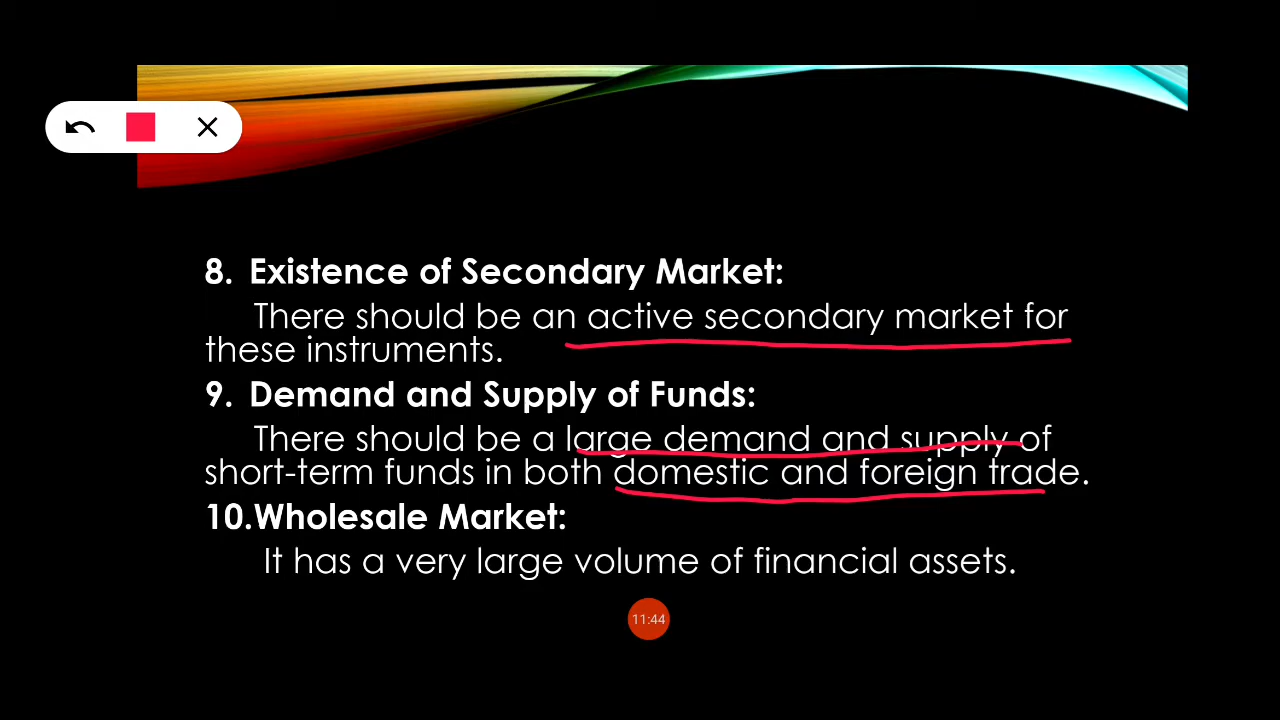 8. Existence of Secondary Market:
There should be an active secondary market for
these instruments.
9. Demand and Supply of Funds:
There should be a large demand and supply of
short-term funds in both domestic and foreign trade.
10.Wholesale Market:
It has a very large volume of financial assets.
11:44